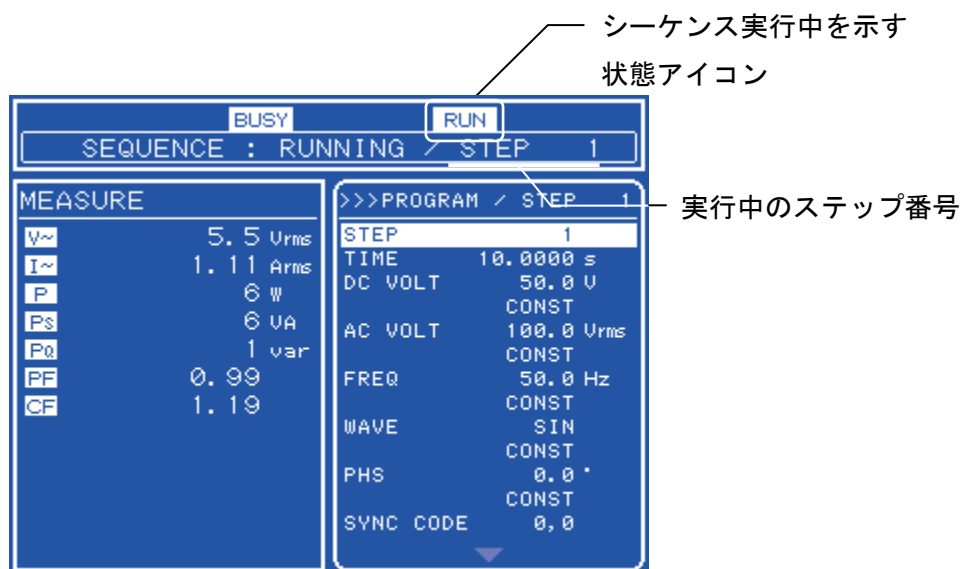 シーケンス実行中を示す
状態アイコン
BUSY RUN
SEQUENCE : RUNNING / STEP 1
実行中のステップ番号
MEASURE
V~ 5.5 Vrms
I~ 1.11 Arms
P 6 W
Ps 6 VA
PQ 1 var
PF 0.99
CF 1.19
>>>PROGRAM / STEP 1
STEP 1
TIME 10.0000 s
DC VOLT 50.0 V
CONST
AC VOLT 100.0 Vrms
CONST
FREQ 50.0 Hz
CONST
WAVE SIN
CONST
PHS 0.0 °
CONST
SYNC CODE 0,0